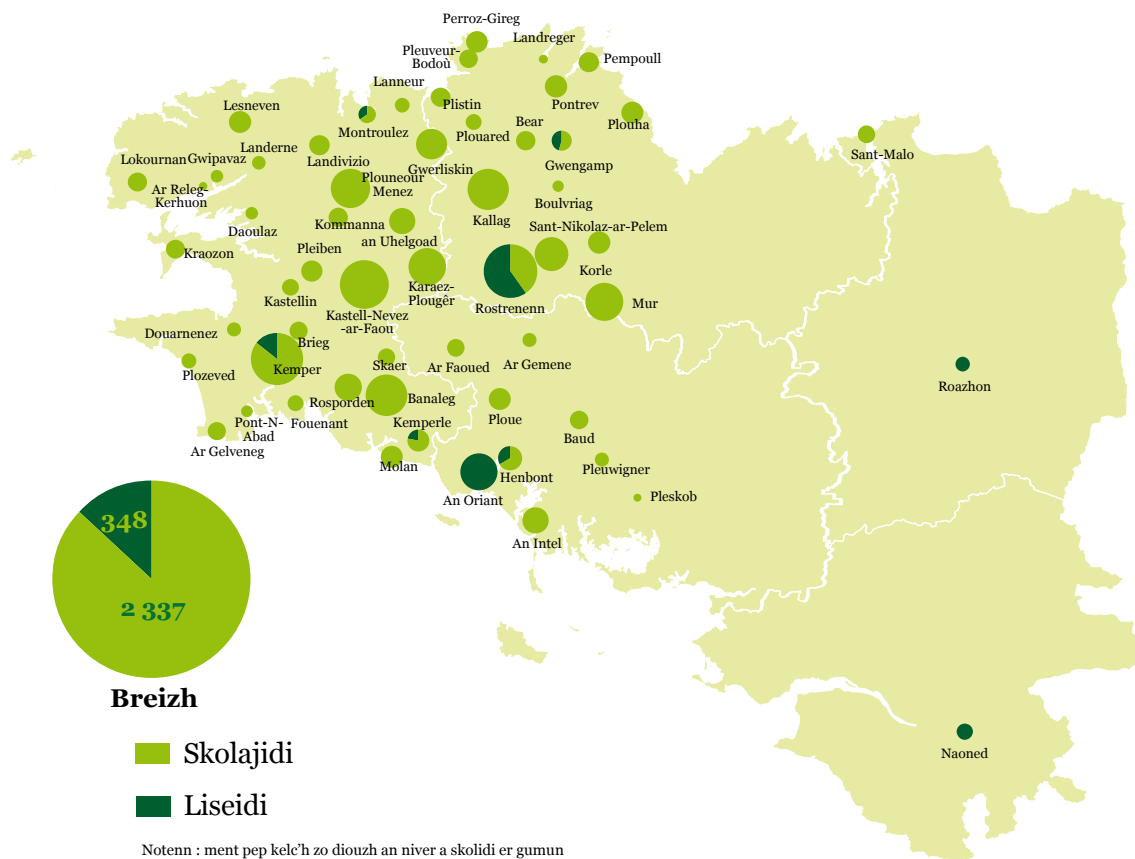 Perroz-Gireg
Landreger
Pleuveur-
Bodoù
Pempoull
Lanneur
Plistin
Pontrev
Lesneven
Montroulez
Plouared
Bear
Plouha
Landerne
Landivizio
Gwerliskin
Gwengamp
Sant-Malo
Lokournan
Gwipavaz
Ar Releg-
Kerhuon
Plouneour
Menez
Kallag
Boulvriag
Daoulaz
Kommanna
an Uhelgoad
Sant-Nikolaz-ar-Pelem
Kraozon
Pleiben
Korle
Kastellin
Karaez-
Plougêr
Rostrenenn
Mur
Kastell-Nevez
-ar-Faou
Douarnenez
Brieg
Kemper
Skaer
Ar Faoued
Ar Gemene
Plozeved
Roazhon
Pont-N-
Abad
Fouenant
Rosporden
Banaleg
Ploue
Kemperle
Baud
Ar Gelveneg
Molan
Henbont
Pleuwigner
An Oriant
Pleskob
An Intel
348
2 337
Breizh
Naoned
Skolajidi
Liseidi
Notenn : ment pep kelc'h zo diouzh an niver a skolidi er gumun